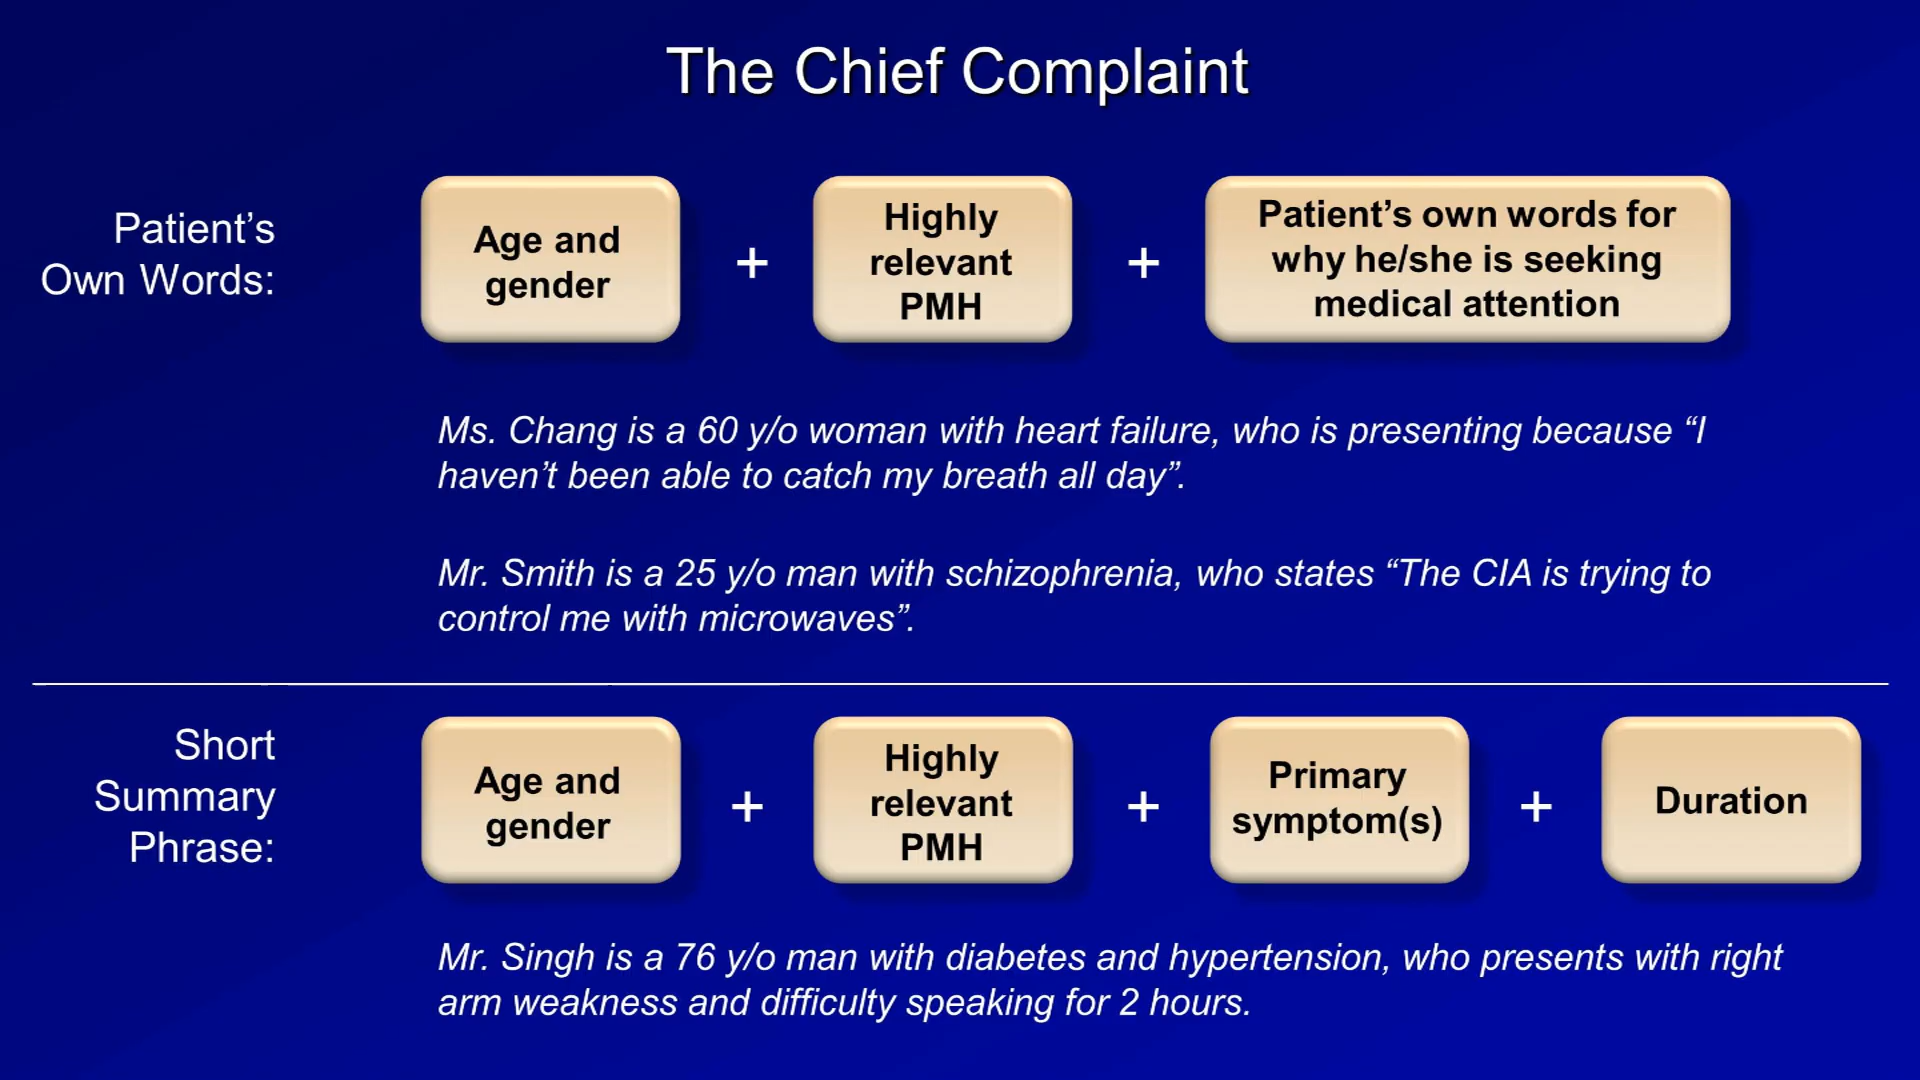 The Chief Complaint
Patient’s
Own Words:
Age and
gender
+
Highly
relevant
PMH
+
Patient’s own words for
why he/she is seeking
medical attention
Ms. Chang is a 60 y/o woman with heart failure, who is presenting because “I
haven’t been able to catch my breath all day”.
Mr. Smith is a 25 y/o man with schizophrenia, who states “The CIA is trying to
control me with microwaves”.
Short
Summary
Phrase:
Age and
gender
+
Highly
relevant
PMH
+
Primary
symptom(s)
+
Duration
Mr. Singh is a 76 y/o man with diabetes and hypertension, who presents with right
arm weakness and difficulty speaking for 2 hours.